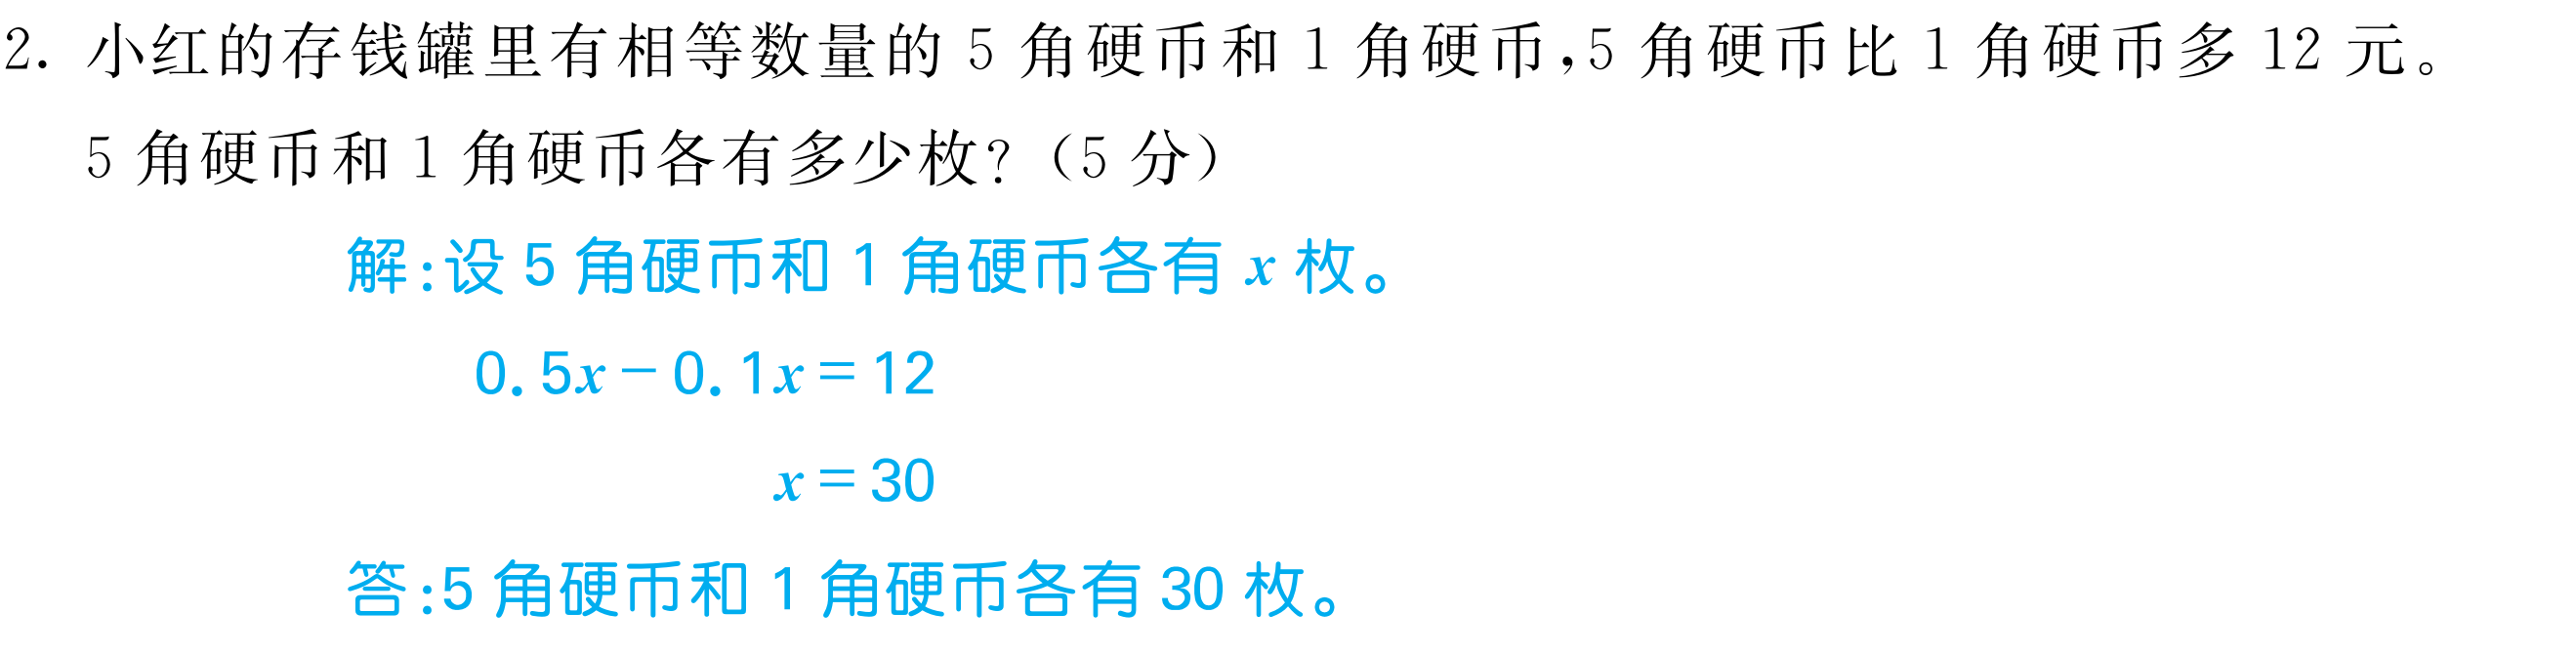 2. 小红的存钱罐里有相等数量的 5 角硬币和 1 角硬币,5 角硬币比 1 角硬币多 12 元。
5 角硬币和 1 角硬币各有多少枚?(5 分)
解:设 5 角硬币和 1 角硬币各有 x 枚。
0.5x－0.1x＝12
x＝30
答:5 角硬币和 1 角硬币各有 30 枚。